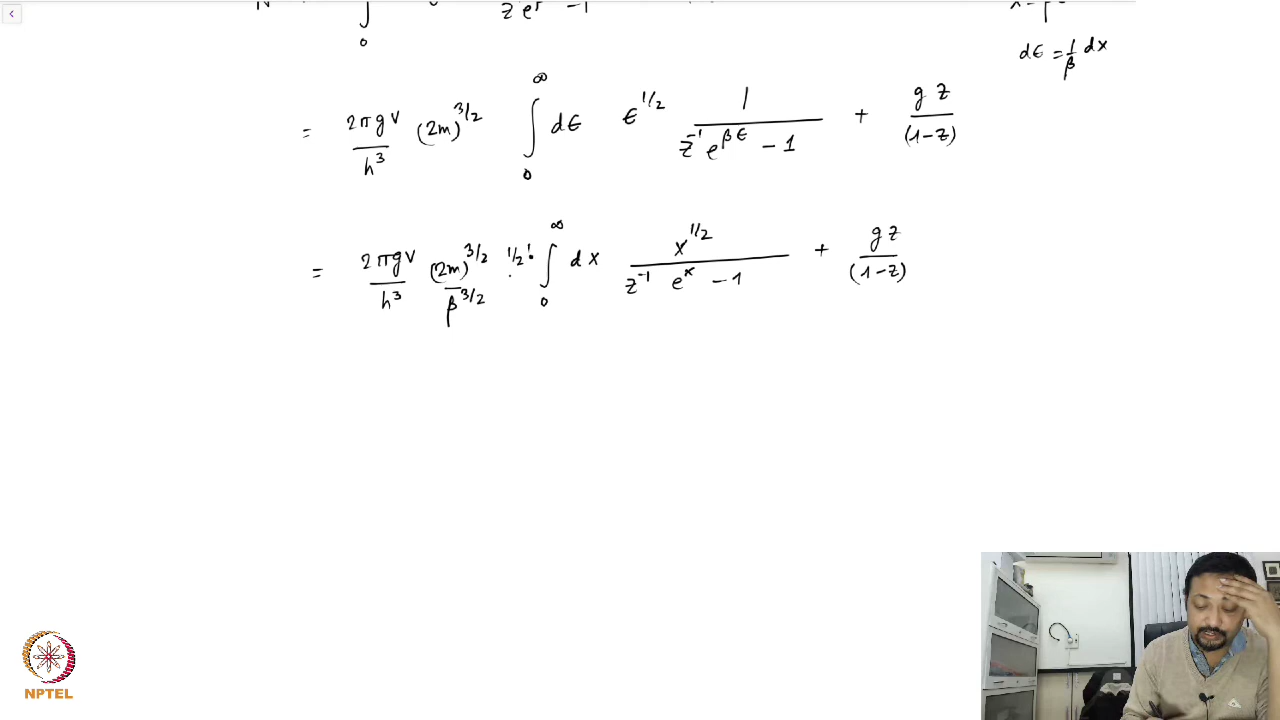 dϵ = 1/β dx
= 2πgV/h³ (2m)^3/2 ∫₀^∞ dϵ ϵ^1/2 1/(z⁻¹ e^βϵ − 1) + gz/(1−z)
= 2πgV/h³ (2m)^3/2/β^3/2 1/2! ∫₀^∞ dx x^1/2/(z⁻¹ e^x − 1) + gz/(1−z)
NPTEL